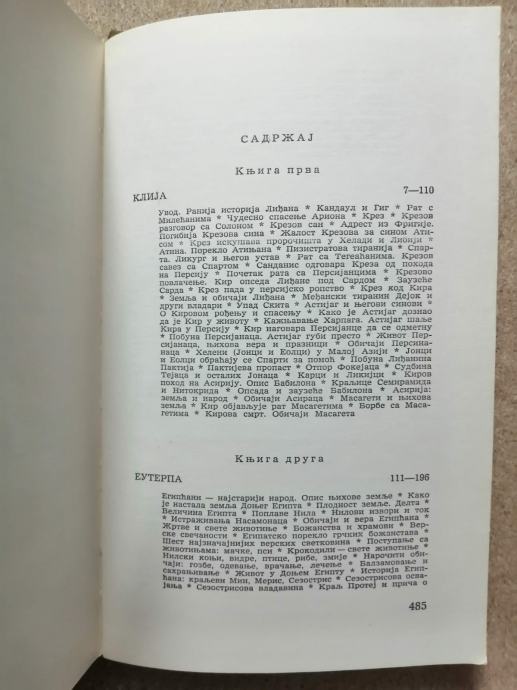 САДРЖАЈ
Књига прва
КЛИЈА 7—110
Увод. Ранија историја Лиђана * Кандаул и Гиг * Рат с
Милећанима * Чудесно спасење Ариона * Крез * Крезов
разговор са Солоном * Крезов сан * Адрест из Фригије.
Погибија Крезова сина * Жалост Крезова за сином Ати-
сом * Крез искушава пророчишта у Хелади и Либији *
Атина. Порекло Атињана * Пизистратова тиранија * Спар-
та. Ликург и његов устав * Рат са Тегећанима. Крезов
савез са Спартом * Санданис одговара Креза од похода
на Персију * Почетак рата са Персијанцима * Крезово
повлачење. Кир опседа Лиђане под Сардом * Заузеће
Сарда * Крез пада у персијско ропство * Крез код Кира
* Земља и обичаји Лиђана * Међански тиранин Дејок и
други владари * Упад Скита * Астијаг и његови синови *
О Кировом рођењу и спасењу * Како је Астијаг дознао
да је Кир у животу * Кажњавање Харпага. Астијаг шаље
Кира у Персију * Кир наговара Персијанце да се одметну
* Побуна Персијанаца. Астијаг губи престо * Живот Пер-
сијанаца, њихова вера и празници * Обичаји Персија-
наца * Хелени (Јонци и Еолци) у Малој Азији * Јонци
и Еолци обраћају се Спарти за помоћ * Побуна Лиђанина
Пактија * Пактијева пропаст * Отпор Фокејаца * Судбина
Тејаца и осталих Јонаца * Карци и Ликијци * Киров
поход на Асирију. Опис Бабилона * Краљице Семирамида
и Нитокрида * Опсада и заузеће Бабилона * Асирија:
земља и народ * Обичаји Асираца * Масагети и њихова
земља * Кир објављује рат Масагетима * Борбе са Маса-
гетима * Кирова смрт. Обичаји Масагета
Књига друга
ЕУТЕРПА 111—196
Египћани — најстарији народ. Опис њихове земље * Како
је настала земља Доњег Египта * Плодност земље. Делта *
Величина Египта * Поплаве Нила * Нилови извори и ток
* Истраживања Насамонаца * Обичаји и вера Египћана *
Жртве и свете животиње * Божанства и храмови * Вер-
ске свечаности * Египатско порекло грчких божанстава *
Шест најзначајнијих верских светковина * Поступање са
животињама: мачке, пси * Крокодили — свете животиње *
Нилски коњи, видре, птице, рибе, змије * Нарочити оби-
чаји: гозбе, одевање, врачање, лечење * Балзамовање и
сахрањивање * Живот у Доњем Египту * Историја Егип-
ћана: краљеви Мин, Мерис, Сезострис * Сезострисова осва-
јања * Сезострисова владавина * Краљ Протеј и прича о
485